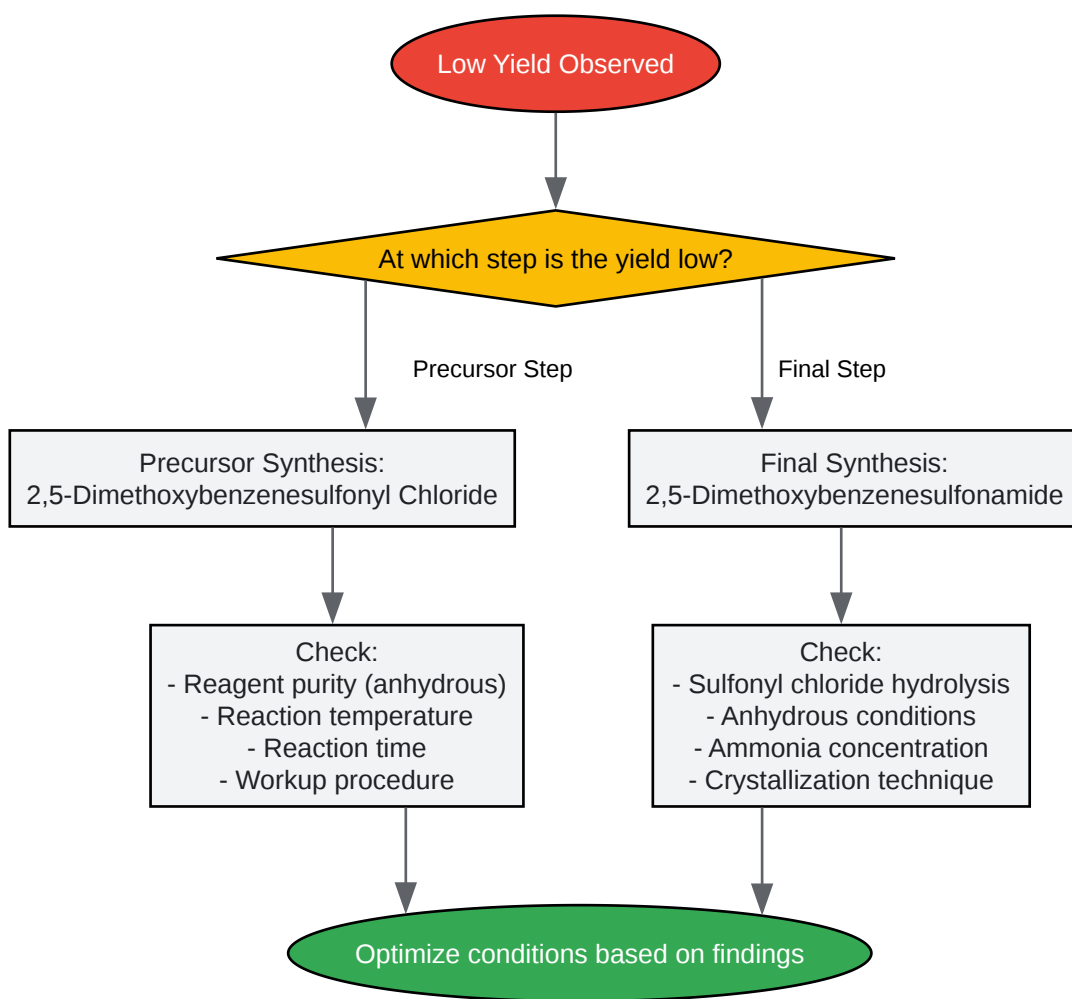 Low Yield Observed
At which step is the yield low?
Precursor Step
Final Step
Precursor Synthesis:
2,5-Dimethoxybenzenesulfonyl Chloride
Final Synthesis:
2,5-Dimethoxybenzenesulfonamide
Check:
- Reagent purity (anhydrous)
- Reaction temperature
- Reaction time
- Workup procedure
Check:
- Sulfonyl chloride hydrolysis
- Anhydrous conditions
- Ammonia concentration
- Crystallization technique
Optimize conditions based on findings